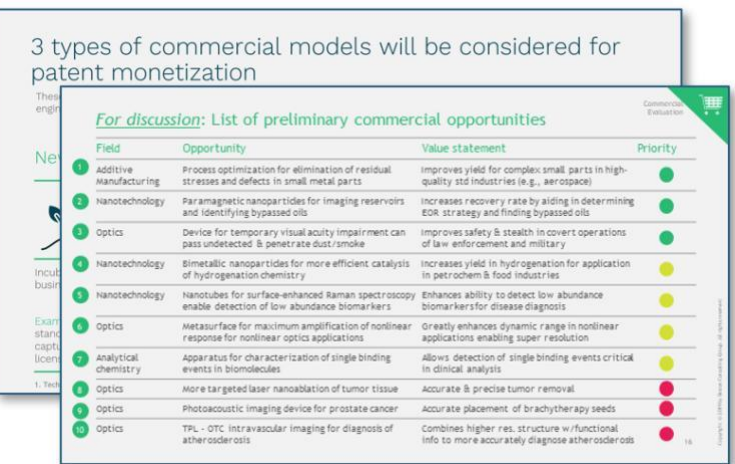 3 types of commercial models will be considered for
patent monetization
These
engin
Ne
Incub
busin
Exam
stand
captu
licens
1. Tech
Commercial
Evaluation
For discussion: List of preliminary commercial opportunities
Field Opportunity Value statement Priority
1 Additive Manufacturing Process optimization for elimination of residual stresses and defects in small metal parts Improves yield for complex small parts in high-quality std industries (e.g., aerospace)
2 Nanotechnology Paramagnetic nanoparticles for imaging reservoirs and identifying bypassed oils Increases recovery rate by aiding in determining EOR strategy and finding bypassed oils
3 Optics Device for temporary visual acuity impairment can pass undetected & penetrate dust/smoke Improves safety & stealth in covert operations of law enforcement and military
4 Nanotechnology Bimetallic nanoparticles for more efficient catalysis of hydrogenation chemistry Increases yield in hydrogenation for application in petrochem & food industries
5 Nanotechnology Nanotubes for surface-enhanced Raman spectroscopy enable detection of low abundance biomarkers Enhances ability to detect low abundance biomarkers for disease diagnosis
6 Optics Metasurface for maximum amplification of nonlinear response for nonlinear optics applications Greatly enhances dynamic range in nonlinear applications enabling super resolution
7 Analytical chemistry Apparatus for characterization of single binding events in biomolecules Allows detection of single binding events critical in clinical analysis
8 Optics More targeted laser nanoablation of tumor tissue Accurate & precise tumor removal
9 Optics Photoacoustic imaging device for prostate cancer Accurate placement of brachytherapy seeds
10 Optics TPL - OTC intravascular imaging for diagnosis of atherosclerosis Combines higher res. structure w/functional info to more accurately diagnose atherosclerosis
16